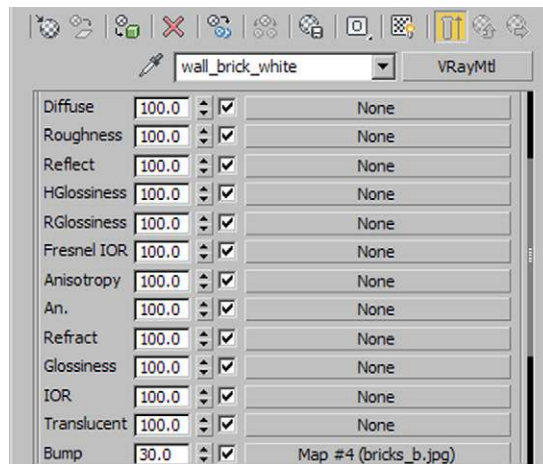 wall_brick_white VRayMtl
Diffuse 100.0 None
Roughness 100.0 None
Reflect 100.0 None
HGlossiness 100.0 None
RGlossiness 100.0 None
Fresnel IOR 100.0 None
Anisotropy 100.0 None
An. 100.0 None
Refract 100.0 None
Glossiness 100.0 None
IOR 100.0 None
Translucent 100.0 None
Bump 30.0 Map #4 (bricks_b.jpg)